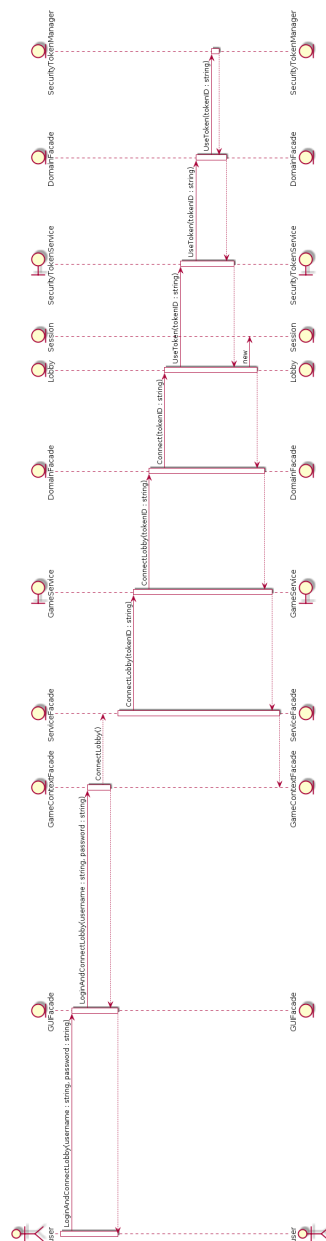 SecurityTokenManager
SecurityTokenManager
UseToken(tokenID : string)
DomainFacade
DomainFacade
UseToken(tokenID : string)
SecurityTokenService
SecurityTokenService
UseToken(tokenID : string)
Session
Session
new
Lobby
Lobby
Connect(tokenID : string)
DomainFacade
DomainFacade
ConnectLobby(tokenID : string)
GameService
GameService
ConnectLobby(tokenID : string)
ServiceFacade
ServiceFacade
ConnectLobby()
GameContextFacade
GameContextFacade
LoginAndConnectLobby(username : string, password : string)
GUIFacade
GUIFacade
LoginAndConnectLobby(username : string, password : string)
user
user